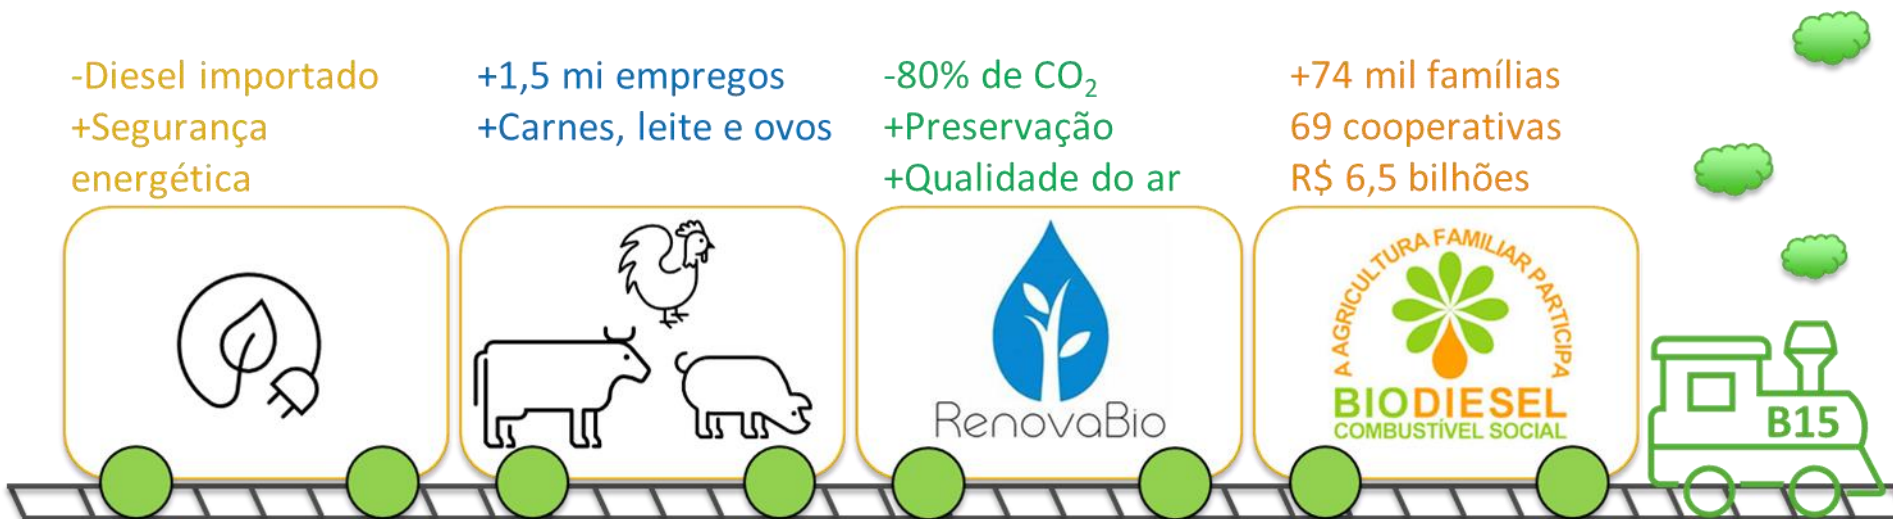 -Diesel importado
+Segurança
energética
+1,5 mi empregos
+Carnes, leite e ovos
-80% de CO₂
+Preservação
+Qualidade do ar
+74 mil famílias
69 cooperativas
R$ 6,5 bilhões
RenovaBio
A AGRICULTURA FAMILIAR PARTICIPA
BIODIESEL
COMBUSTÍVEL SOCIAL
B15